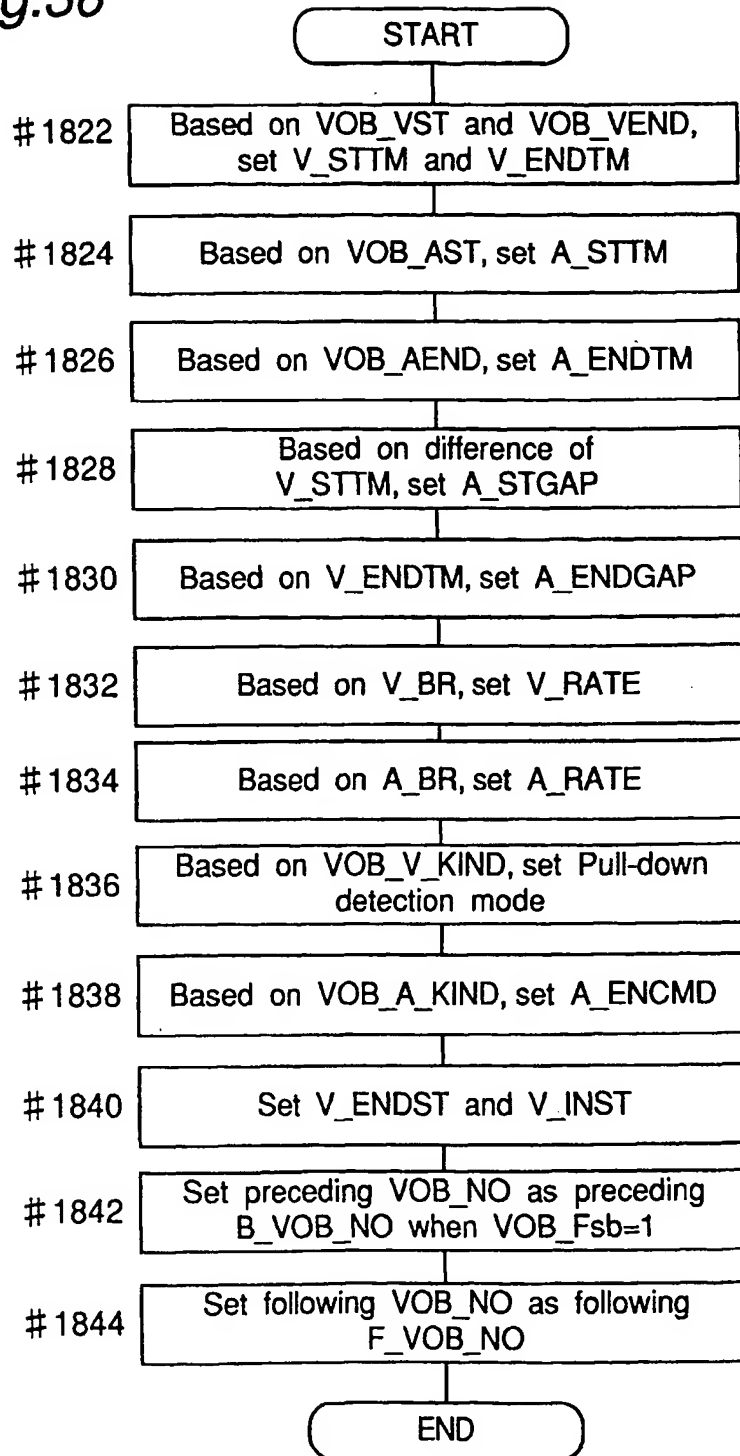 g.58
START
#1822 Based on VOB_VST and VOB_VEND,
set V_STTM and V_ENDTM
#1824 Based on VOB_AST, set A_STTM
#1826 Based on VOB_AEND, set A_ENDTM
#1828 Based on difference of
V_STTM, set A_STGAP
#1830 Based on V_ENDTM, set A_ENDGAP
#1832 Based on V_BR, set V_RATE
#1834 Based on A_BR, set A_RATE
#1836 Based on VOB_V_KIND, set Pull-down
detection mode
#1838 Based on VOB_A_KIND, set A_ENCMD
#1840 Set V_ENDST and V_INST
#1842 Set preceding VOB_NO as preceding
B_VOB_NO when VOB_Fsb=1
#1844 Set following VOB_NO as following
F_VOB_NO
END